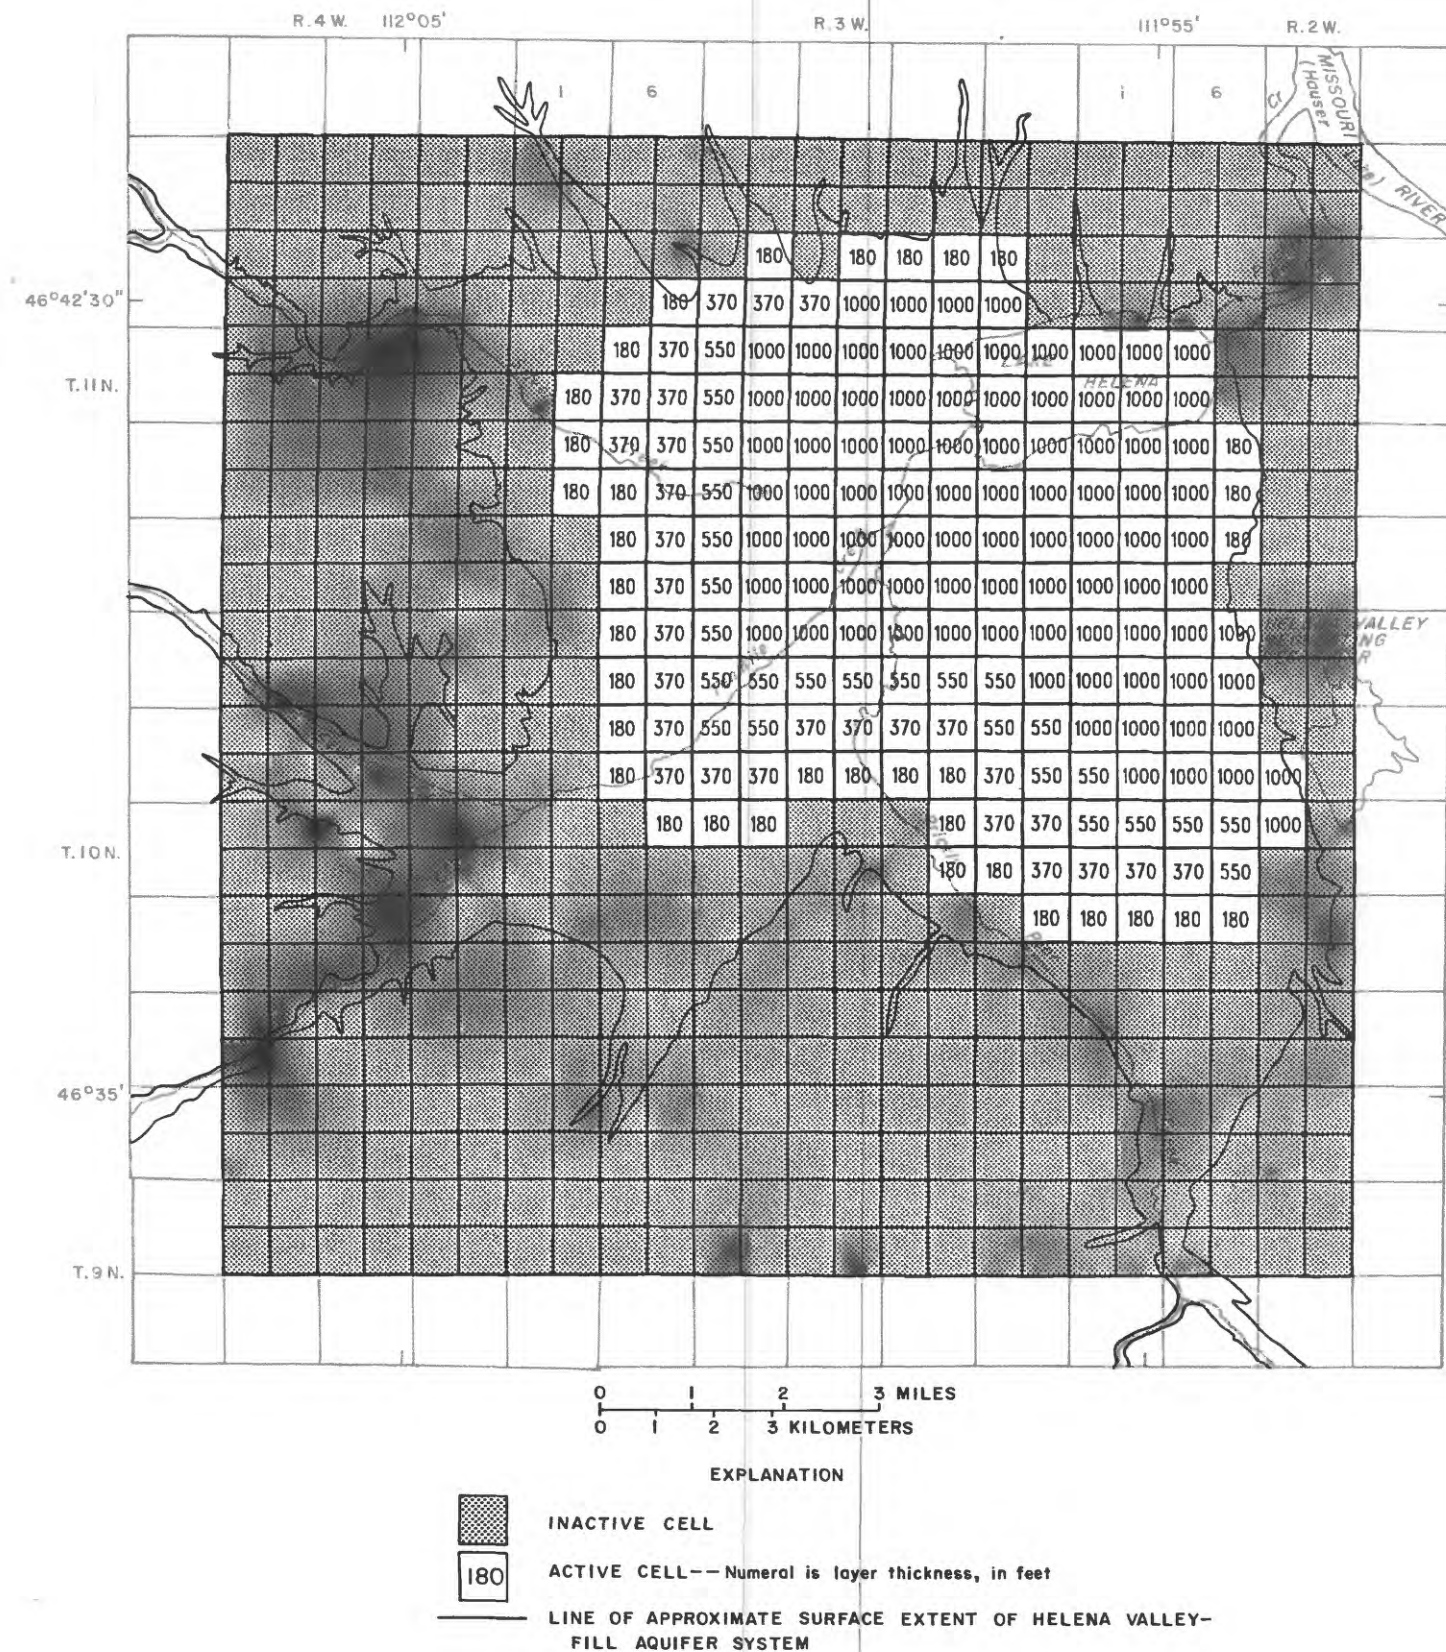 R.4 W. 112°05' R.3 W. 111°55' R.2 W.
1 6 1 6
MISSOURI
(Hauser
RIVER
Cr
180 180 180 180 180
46°42'30"
180 370 370 370 1000 1000 1000 1000
180 370 550 1000 1000 1000 1000 1000 1000 1000 1000 1000 1000
LAKE
T.11 N.
HELENA
180 370 370 550 1000 1000 1000 1000 1000 1000 1000 1000 1000 1000
180 370 370 550 1000 1000 1000 1000 1000 1000 1000 1000 1000 1000 180
180 180 370 550 1000 1000 1000 1000 1000 1000 1000 1000 1000 1000 180
180 370 550 1000 1000 1000 1000 1000 1000 1000 1000 1000 1000 180
180 370 550 1000 1000 1000 1000 1000 1000 1000 1000 1000 1000
180 370 550 1000 1000 1000 1000 1000 1000 1000 1000 1000 1000 1000
VALLEY
180 370 550 550 550 550 550 550 550 1000 1000 1000 1000 1000
180 370 550 550 370 370 370 370 550 550 1000 1000 1000 1000
180 370 370 370 180 180 180 180 370 550 550 1000 1000 1000 1000
180 180 180 180 370 370 550 550 550 550 1000
T.10 N.
180 180 370 370 370 370 550
180 180 180 180 180
46°35'
T.9 N.
0 1 2 3 MILES
0 1 2 3 KILOMETERS
EXPLANATION
INACTIVE CELL
180 ACTIVE CELL--Numeral is layer thickness, in feet
LINE OF APPROXIMATE SURFACE EXTENT OF HELENA VALLEY-
FILL AQUIFER SYSTEM